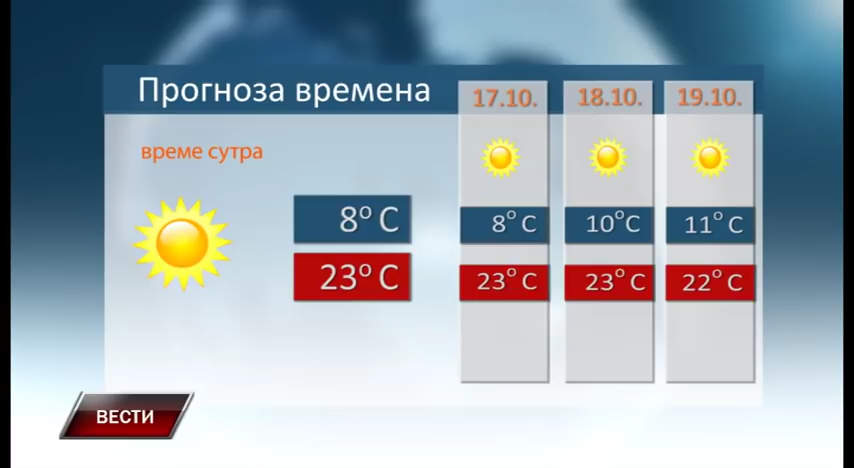 Прогноза времена
17.10. 18.10. 19.10.
време сутра
8° C
23° C
8° C 10°C 11° C
23° C 23° C 22° C
ВЕСТИ